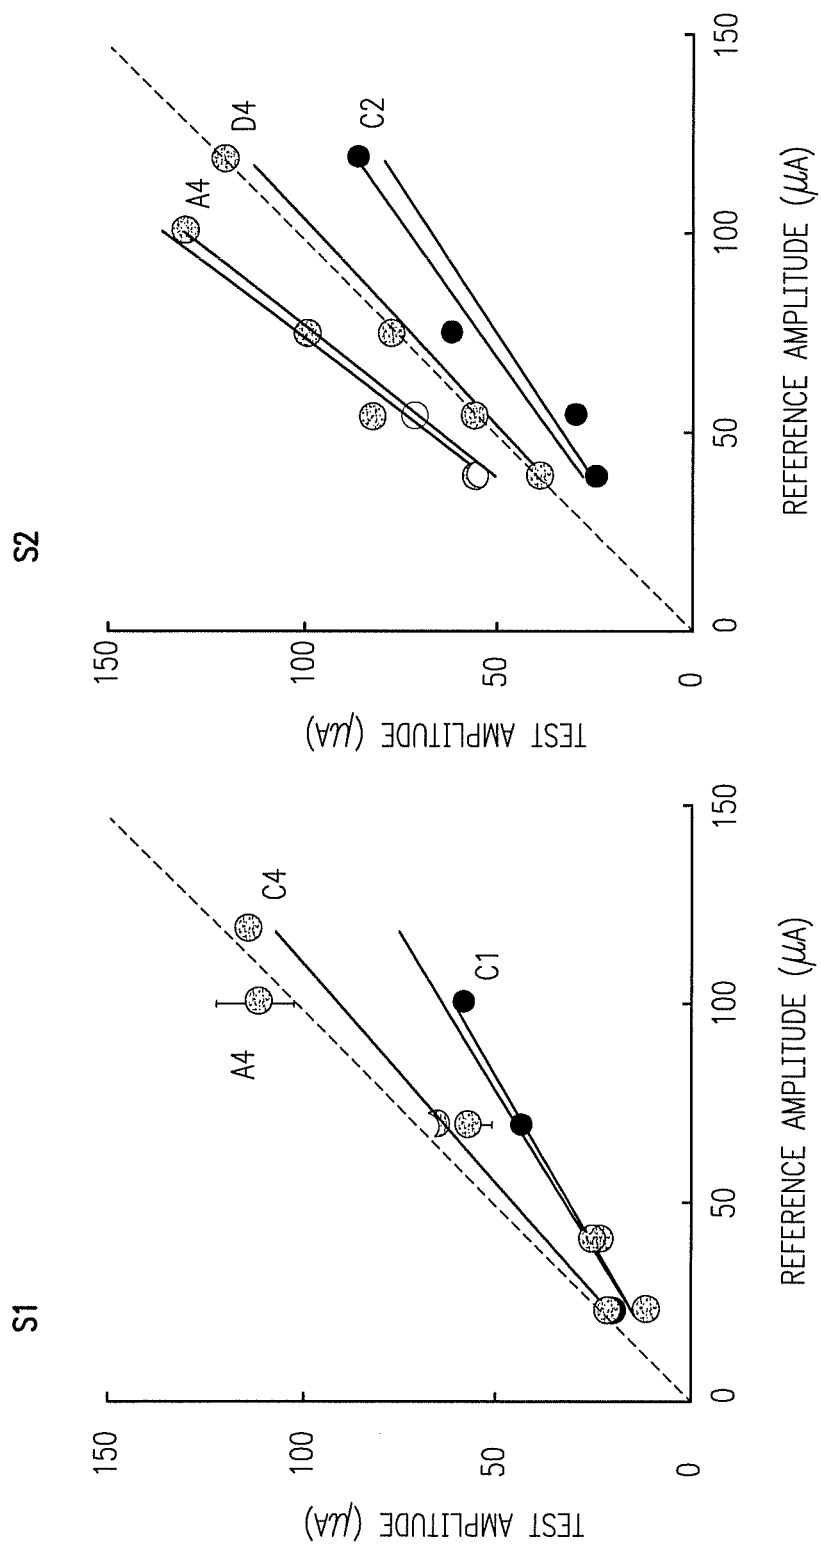 S1
150
100
50
0
TEST AMPLITUDE (μA)
A4
C4
C1
0
50
100
150
REFERENCE AMPLITUDE (μA)
S2
150
100
50
0
TEST AMPLITUDE (μA)
A4
D4
C2
0
50
100
150
REFERENCE AMPLITUDE (μA)